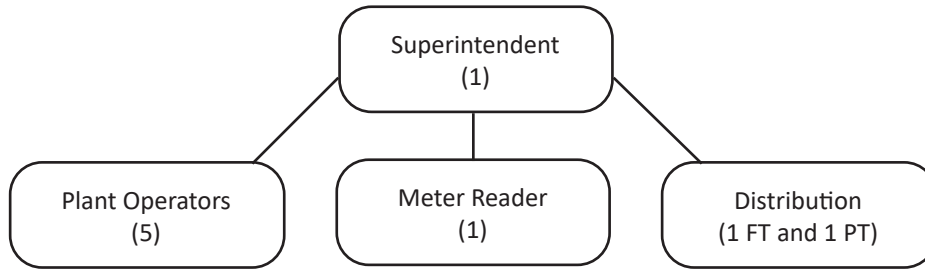 Superintendent
(1)
Plant Operators
(5)
Meter Reader
(1)
Distribution
(1 FT and 1 PT)